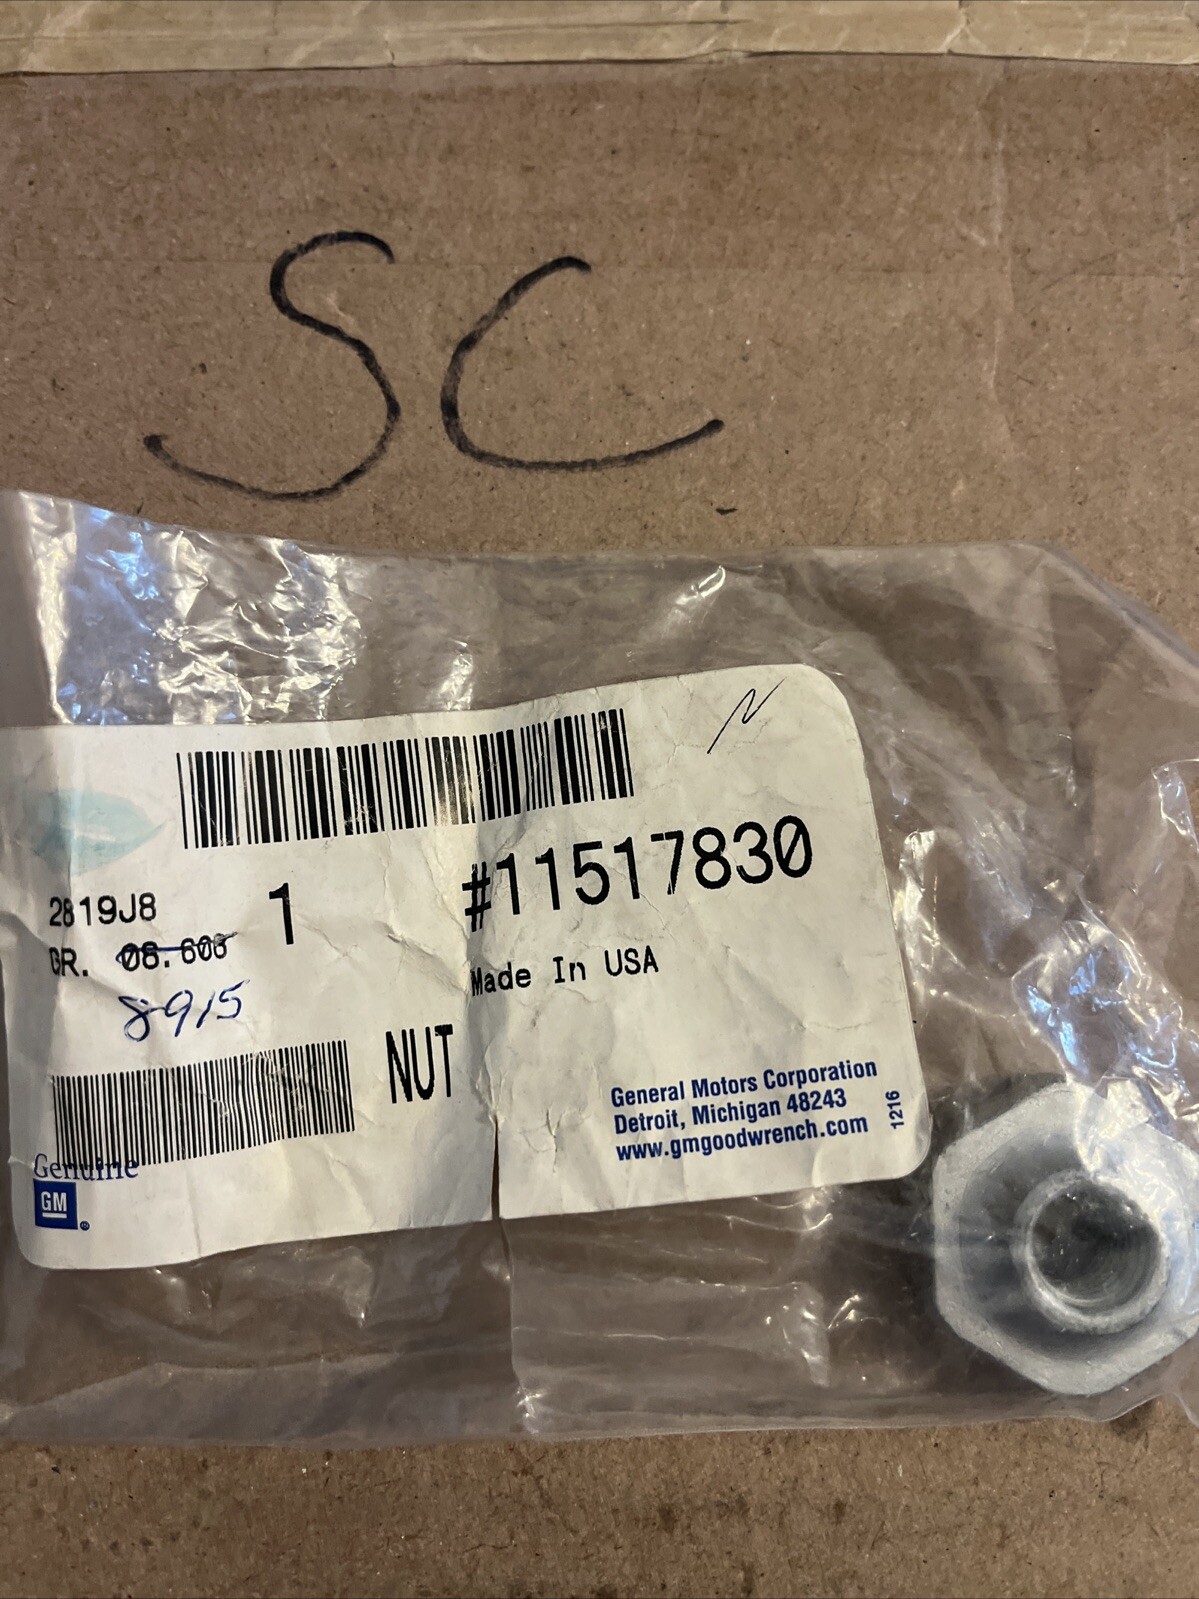 SC
N
#11517830
2819J8
1
GR. 08.608
Made In USA
8915
NUT
General Motors Corporation
Detroit, Michigan 48243
www.gmgoodwrench.com
1216
Genuine
GM
®